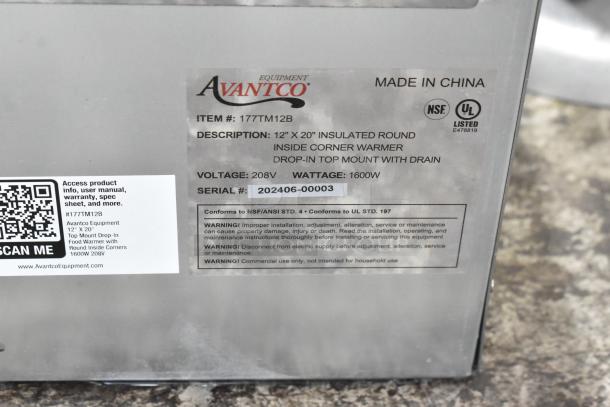 EQUIPMENT
AVANTCO
MADE IN CHINA
NSF
UL
LISTED
E476819
ITEM #: 177TM12B
DESCRIPTION: 12" X 20" INSULATED ROUND
INSIDE CORNER WARMER
DROP-IN TOP MOUNT WITH DRAIN
VOLTAGE: 208V WATTAGE: 1600W
SERIAL #: 202406-00003
Conforms to NSF/ANSI STD. 4 • Conforms to UL STD. 197
WARNING! Improper installation, adjustment, alteration, service or maintenance
can cause property damage, injury or death. Read the installation, operating, and
maintenance instructions thoroughly before installing or servicing this equipment.
WARNING! Disconnect from electric supply before adjustment, alteration, service
or maintenance.
WARNING! Commercial use only, not intended for household use
Access product
info, user manual,
warranty, spec
sheet, and more.
#177TM12B
Avantco Equipment
12" X 20"
Top Mount Drop-In
Food Warmer with
Round Inside Corners
1600W 208V
SCAN ME
www.AvantcoEquipment.com